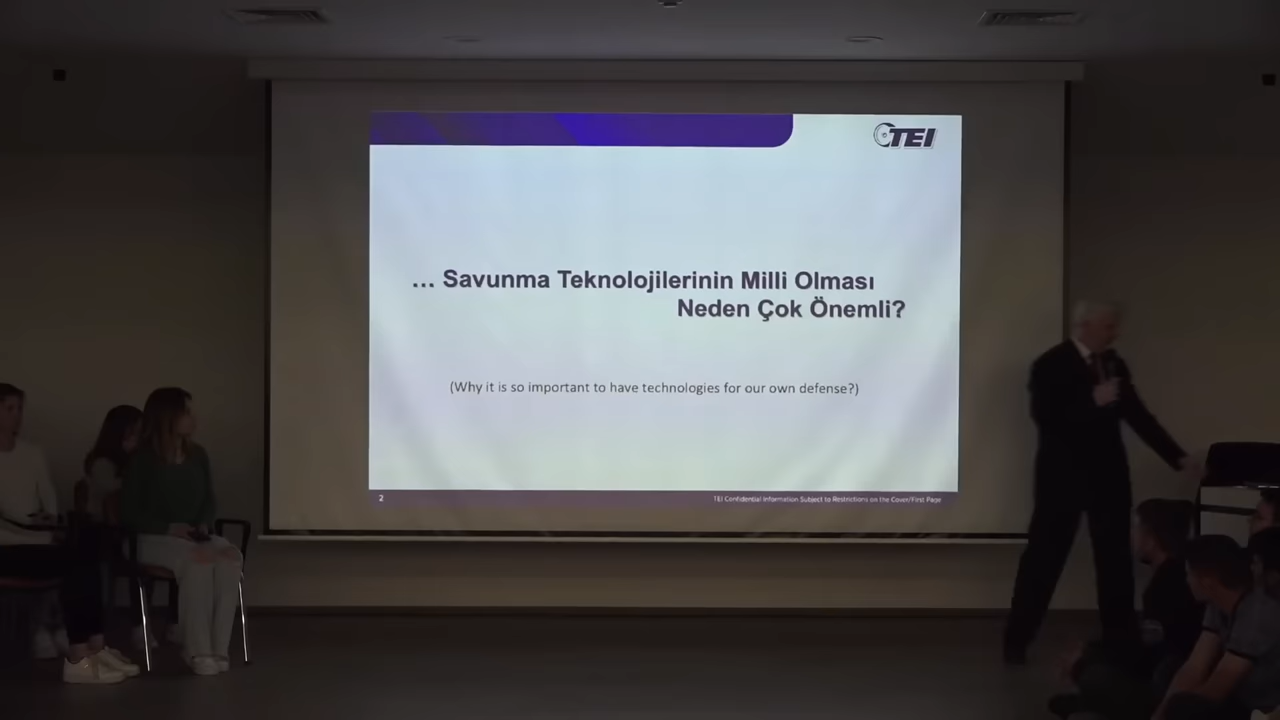 TEI
... Savunma Teknolojilerinin Milli Olması
Neden Çok Önemli?
(Why it is so important to have technologies for our own defense?)
2
TEI Confidential Information Subject to Restrictions on the Cover/First Page